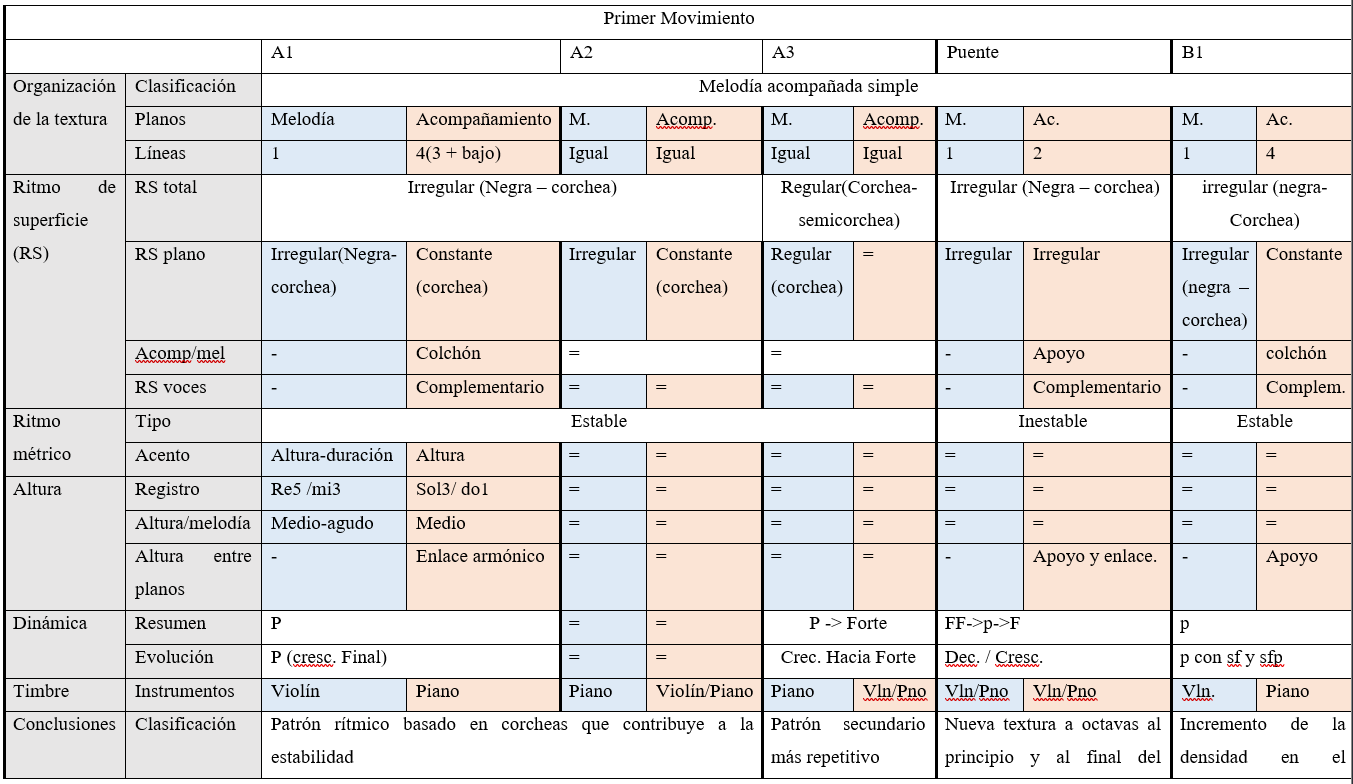 Primer Movimiento
A1 A2 A3 Puente B1
Organización de la textura Clasificación Melodía acompañada simple
Planos Melodía Acompañamiento M. Acomp. M. Acomp. M. Ac. M. Ac.
Líneas 1 4(3 + bajo) Igual Igual Igual Igual 1 2 1 4
Ritmo de superficie (RS) RS total Irregular (Negra – corchea) Regular(Corchea-semicorchea) Irregular (Negra – corchea) irregular (negra-Corchea)
RS plano Irregular(Negra-corchea) Constante (corchea) Irregular Constante (corchea) Regular (corchea) = Irregular Irregular Irregular (negra – corchea) Constante
Acomp/mel - Colchón = = - Apoyo - colchón
RS voces - Complementario = = = = - Complementario - Complem.
Ritmo métrico Tipo Estable Inestable Estable
Acento Altura-duración Altura = = = = = = = =
Altura Registro Re5 /mi3 Sol3/ do1 = = = = = = = =
Altura/melodía Medio-agudo Medio = = = = = = = =
Altura entre planos - Enlace armónico = = = = - Apoyo y enlace. - Apoyo
Dinámica Resumen P = = P -> Forte FF->p->F p
Evolución P (cresc. Final) = = Crec. Hacia Forte Dec. / Cresc. p con sf y sfp
Timbre Instrumentos Violín Piano Piano Violín/Piano Piano Vln/Pno Vln/Pno Vln/Pno Vln. Piano
Conclusiones Clasificación Patrón rítmico basado en corcheas que contribuye a la estabilidad Patrón secundario más repetitivo Nueva textura a octavas al principio y al final del Incremento de la densidad en el